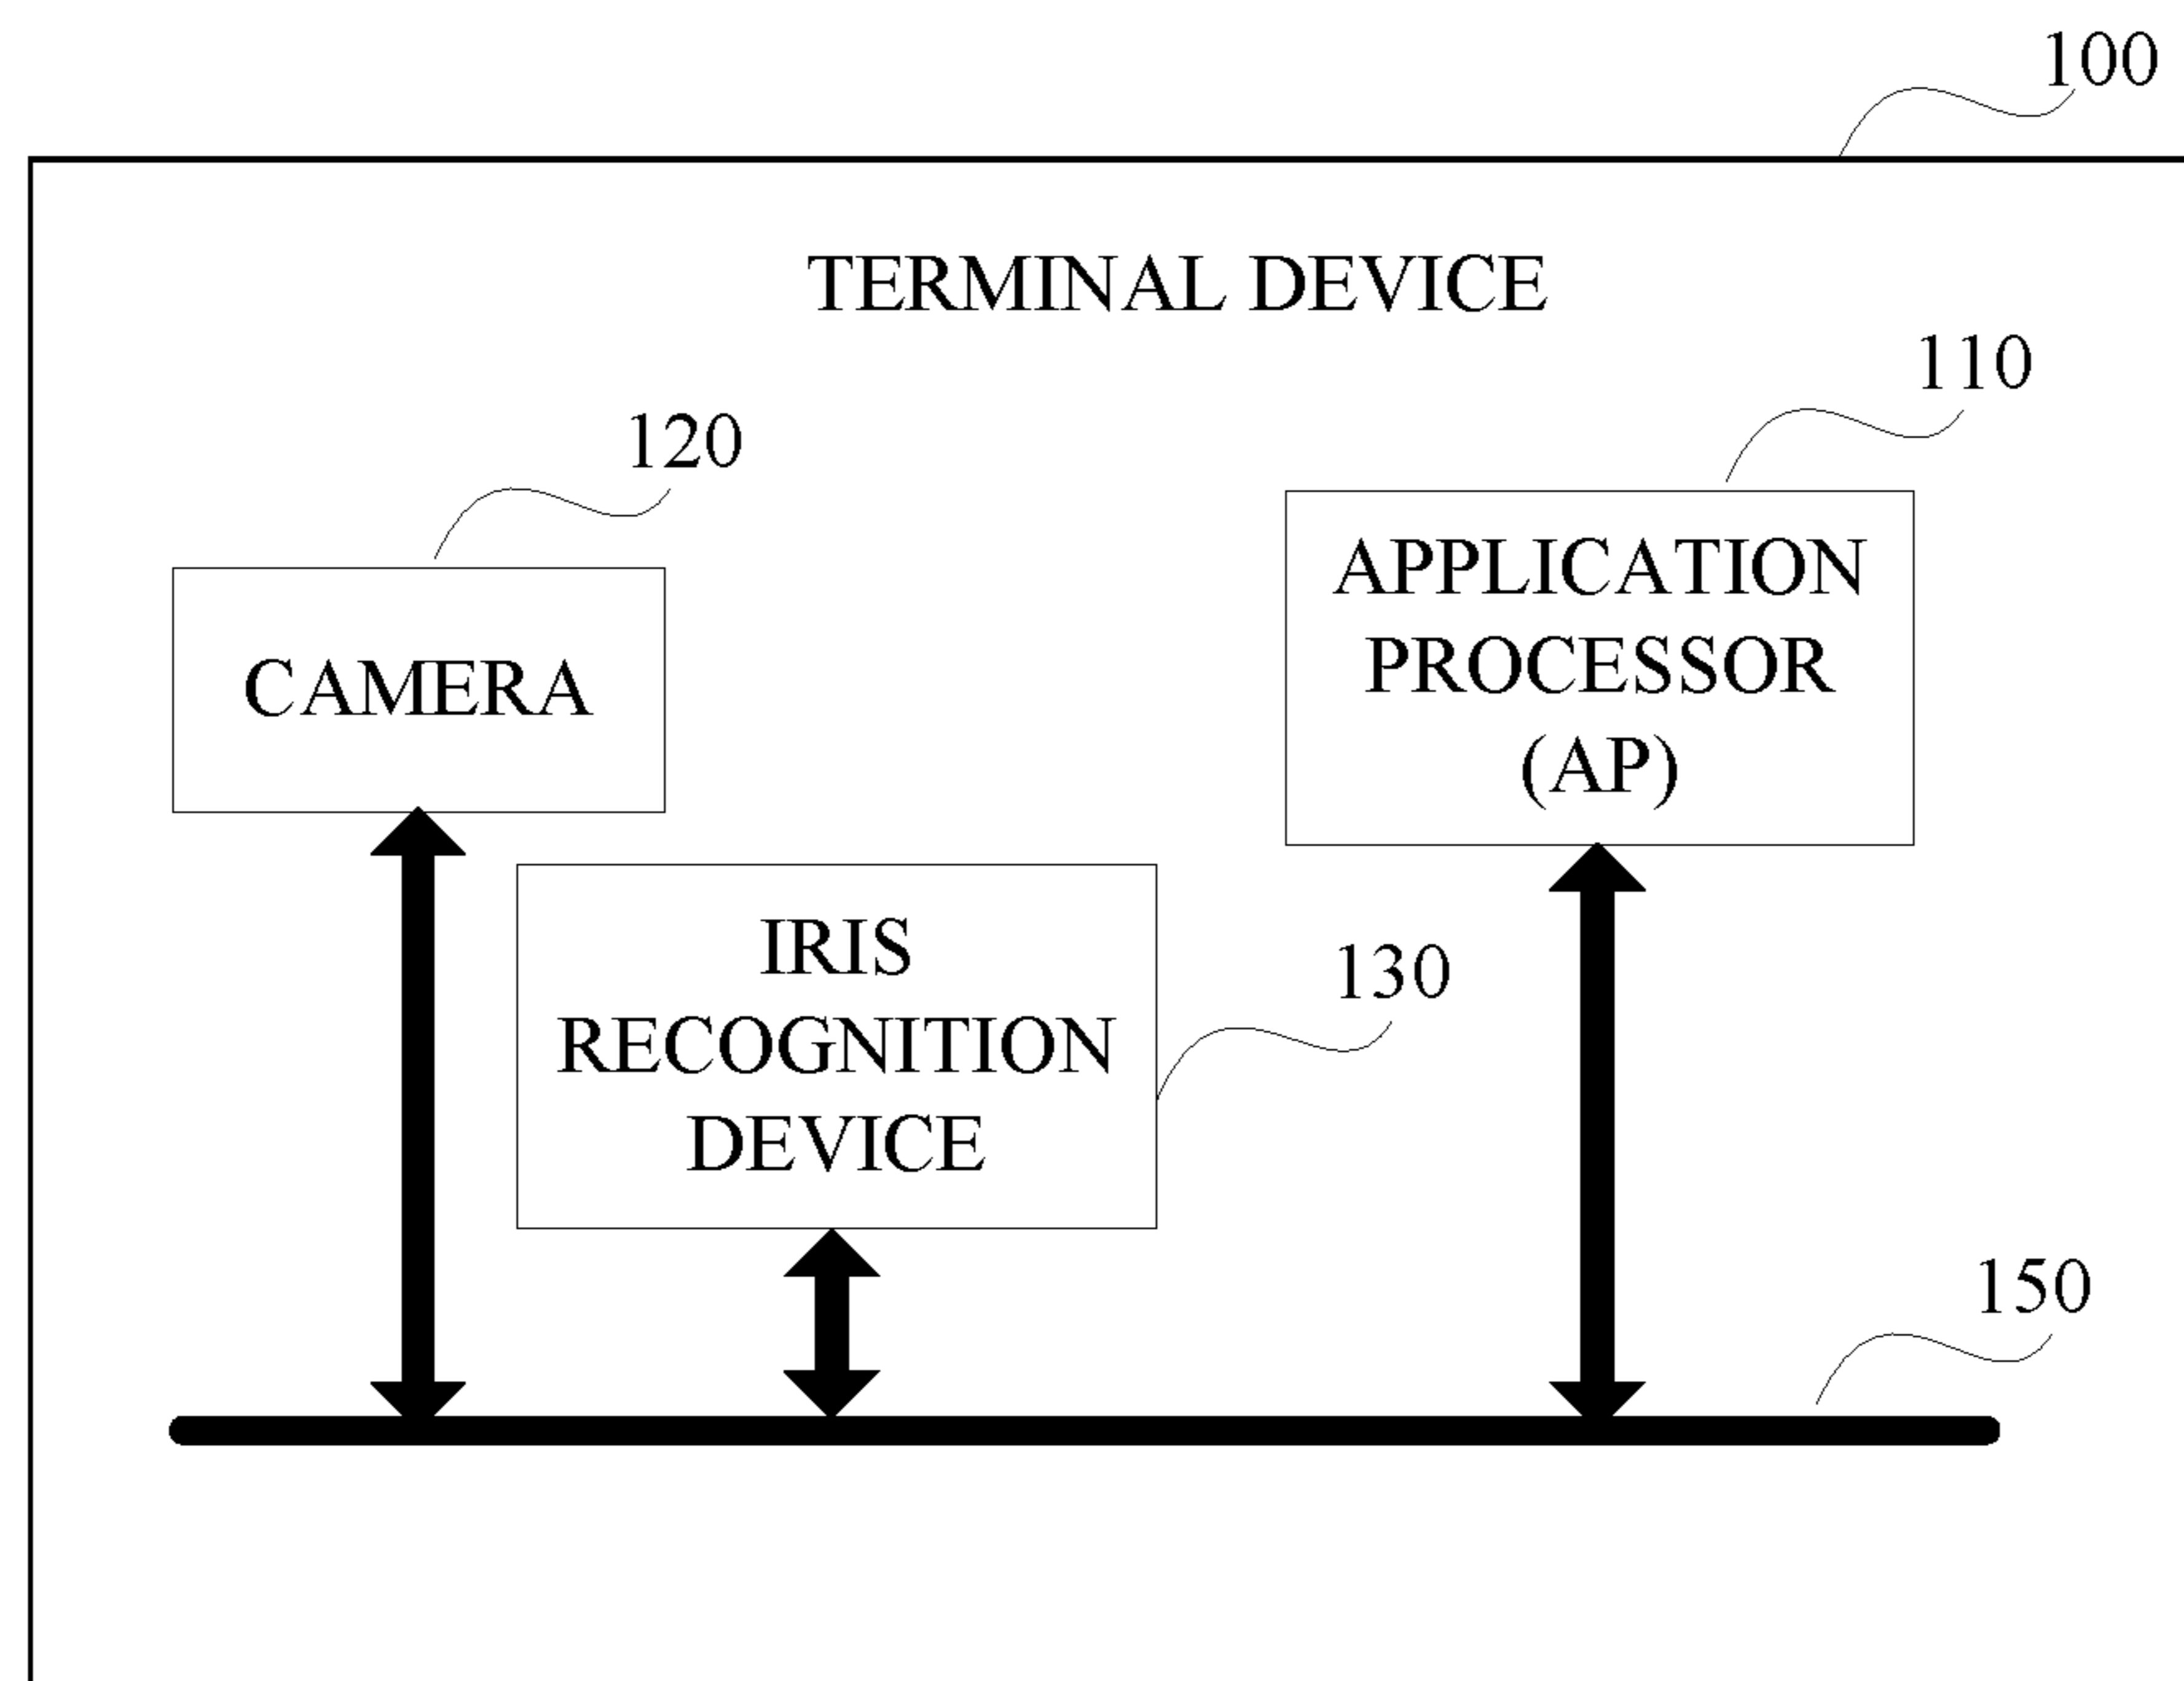 100
TERMINAL DEVICE
110
120
APPLICATION
PROCESSOR
(AP)
CAMERA
IRIS
RECOGNITION
DEVICE
130
150